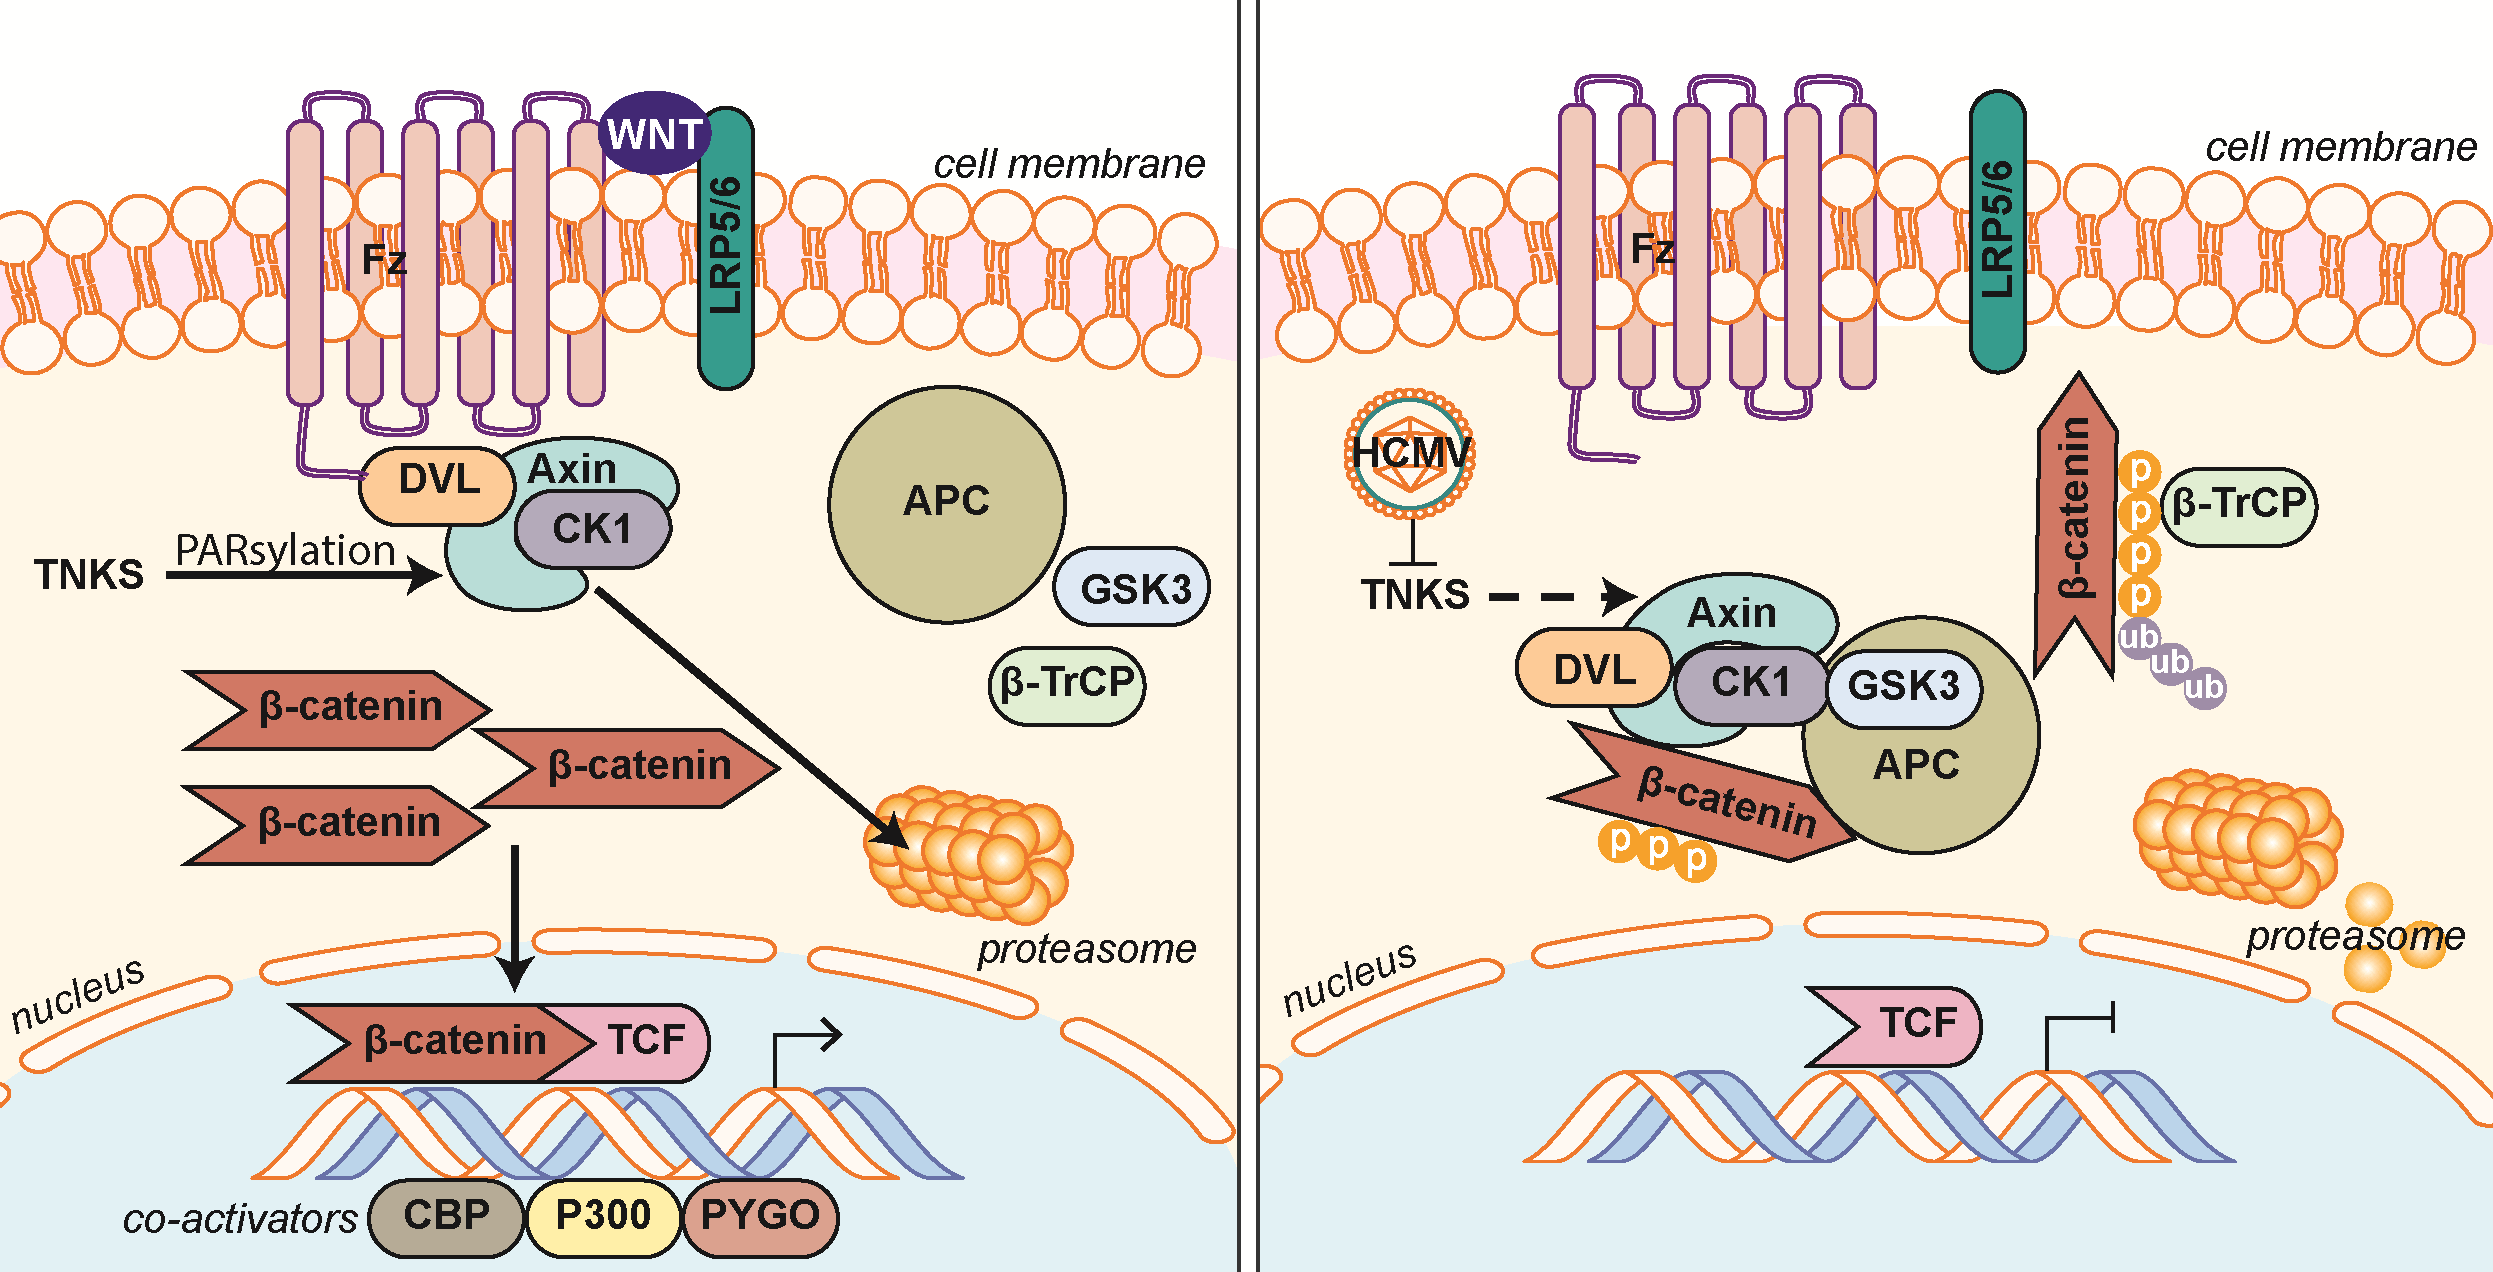 WNT
cell membrane
LRP5/6
Fz
DVL
Axin
CK1
APC
PARsylation
TNKS
GSK3
β-TrCP
β-catenin
β-catenin
β-catenin
proteasome
nucleus
β-catenin
TCF
co-activators
CBP
P300
PYGO
cell membrane
LRP5/6
Fz
HCMV
β-catenin
p
p
p
p
β-TrCP
ub
ub
ub
TNKS
Axin
DVL
CK1
GSK3
APC
β-catenin
p
p
p
proteasome
nucleus
TCF